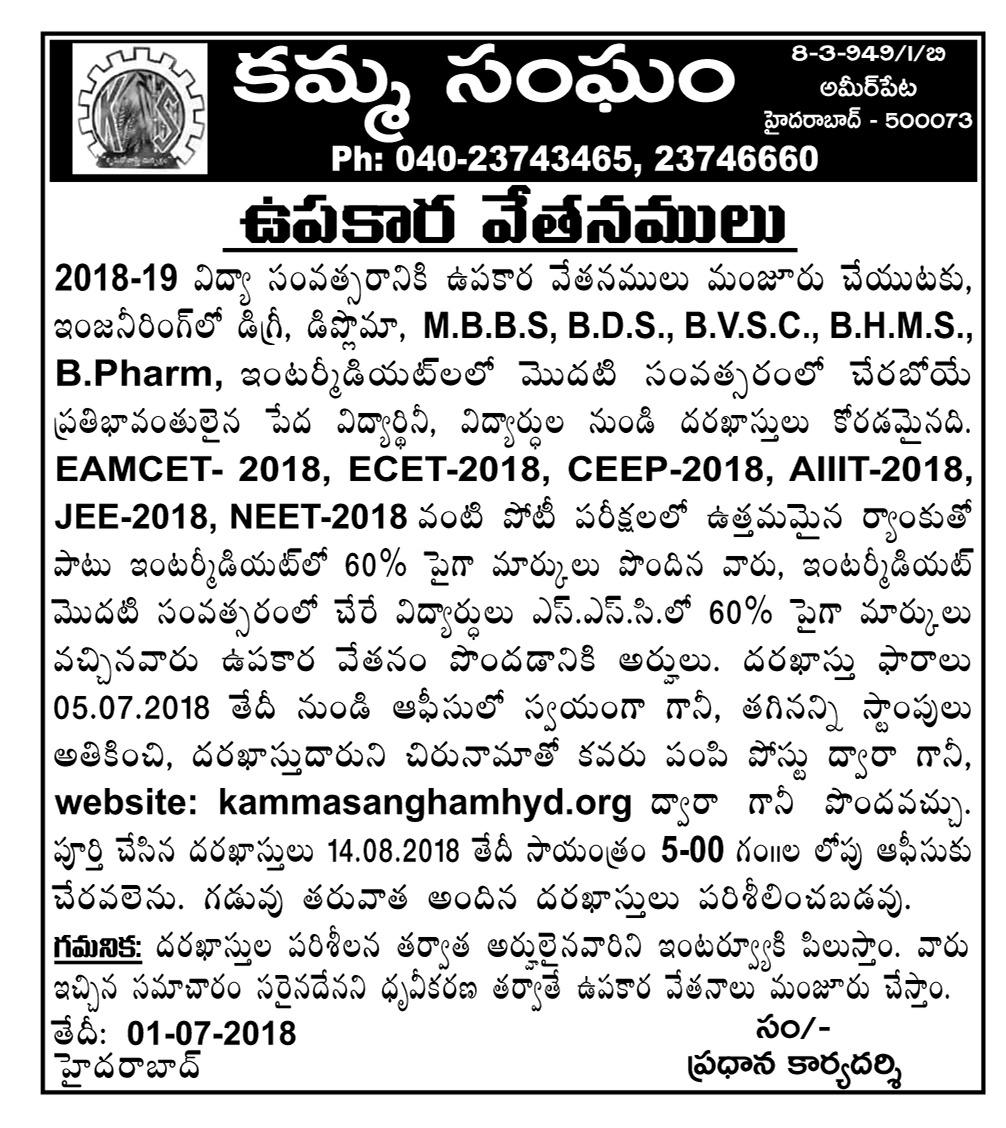 KMS
కమ్మ సంఘం
8-3-949/1/బి
అమీర్‌పేట
హైదరాబాద్ - 500073
Ph: 040-23743465, 23746660
ఉపకార వేతనములు
2018-19 విద్యా సంవత్సరానికి ఉపకార వేతనములు మంజూరు చేయుటకు,
ఇంజనీరింగ్‌లో డిగ్రీ, డిప్లొమా, M.B.B.S, B.D.S., B.V.S.C., B.H.M.S.,
B.Pharm, ఇంటర్మీడియట్‌లలో మొదటి సంవత్సరంలో చేరబోయే
ప్రతిభావంతులైన పేద విద్యార్థినీ, విద్యార్ధుల నుండి దరఖాస్తులు కోరడమైనది.
EAMCET- 2018, ECET-2018, CEEP-2018, AIIIT-2018,
JEE-2018, NEET-2018 వంటి పోటీ పరీక్షలలో ఉత్తమమైన ర్యాంకుతో
పాటు ఇంటర్మీడియట్‌లో 60% పైగా మార్కులు పొందిన వారు, ఇంటర్మీడియట్
మొదటి సంవత్సరంలో చేరే విద్యార్ధులు ఎస్.ఎస్.సి.లో 60% పైగా మార్కులు
వచ్చినవారు ఉపకార వేతనం పొందడానికి అర్హులు. దరఖాస్తు ఫారాలు
05.07.2018 తేదీ నుండి ఆఫీసులో స్వయంగా గానీ, తగినన్ని స్టాంపులు
అతికించి, దరఖాస్తుదారుని చిరునామాతో కవరు పంపి పోస్టు ద్వారా గానీ,
website: kammasanghamhyd.org ద్వారా గానీ పొందవచ్చు.
పూర్తి చేసిన దరఖాస్తులు 14.08.2018 తేదీ సాయంత్రం 5-00 గం॥ల లోపు ఆఫీసుకు
చేరవలెను. గడువు తరువాత అందిన దరఖాస్తులు పరిశీలించబడవు.
గమనిక: దరఖాస్తుల పరిశీలన తర్వాత అర్హులైనవారిని ఇంటర్వ్యూకి పిలుస్తాం. వారు
ఇచ్చిన సమాచారం సరైనదేనని ధృవీకరణ తర్వాతే ఉపకార వేతనాలు మంజూరు చేస్తాం.
తేదీ: 01-07-2018
హైదరాబాద్
సం/-
ప్రధాన కార్యదర్శి